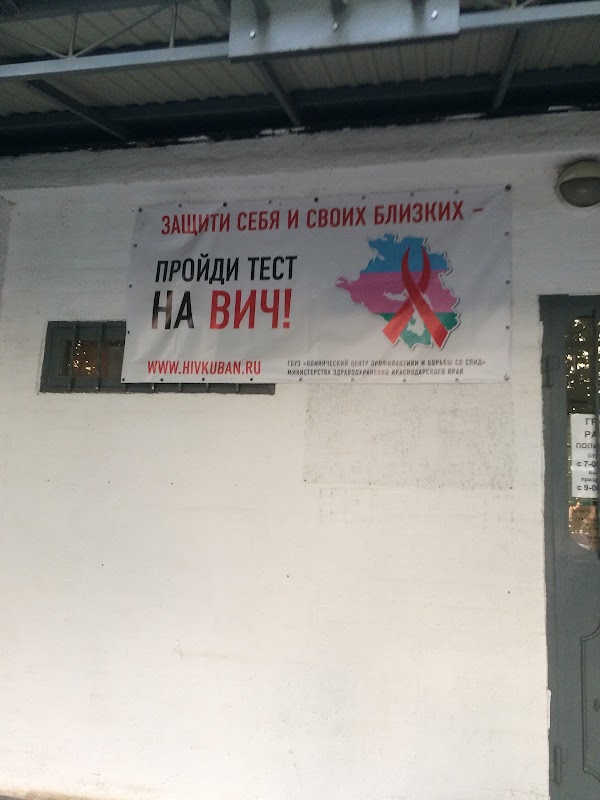 ЗАЩИТИ СЕБЯ И СВОИХ БЛИЗКИХ –
ПРОЙДИ ТЕСТ
НА ВИЧ!
WWW.HIVKUBAN.RU
ГБУЗ «КЛИНИЧЕСКИЙ ЦЕНТР ПРОФИЛАКТИКИ И БОРЬБЫ СО СПИД»
МИНИСТЕРСТВА ЗДРАВООХРАНЕНИЯ КРАСНОДАРСКОГО КРАЯ